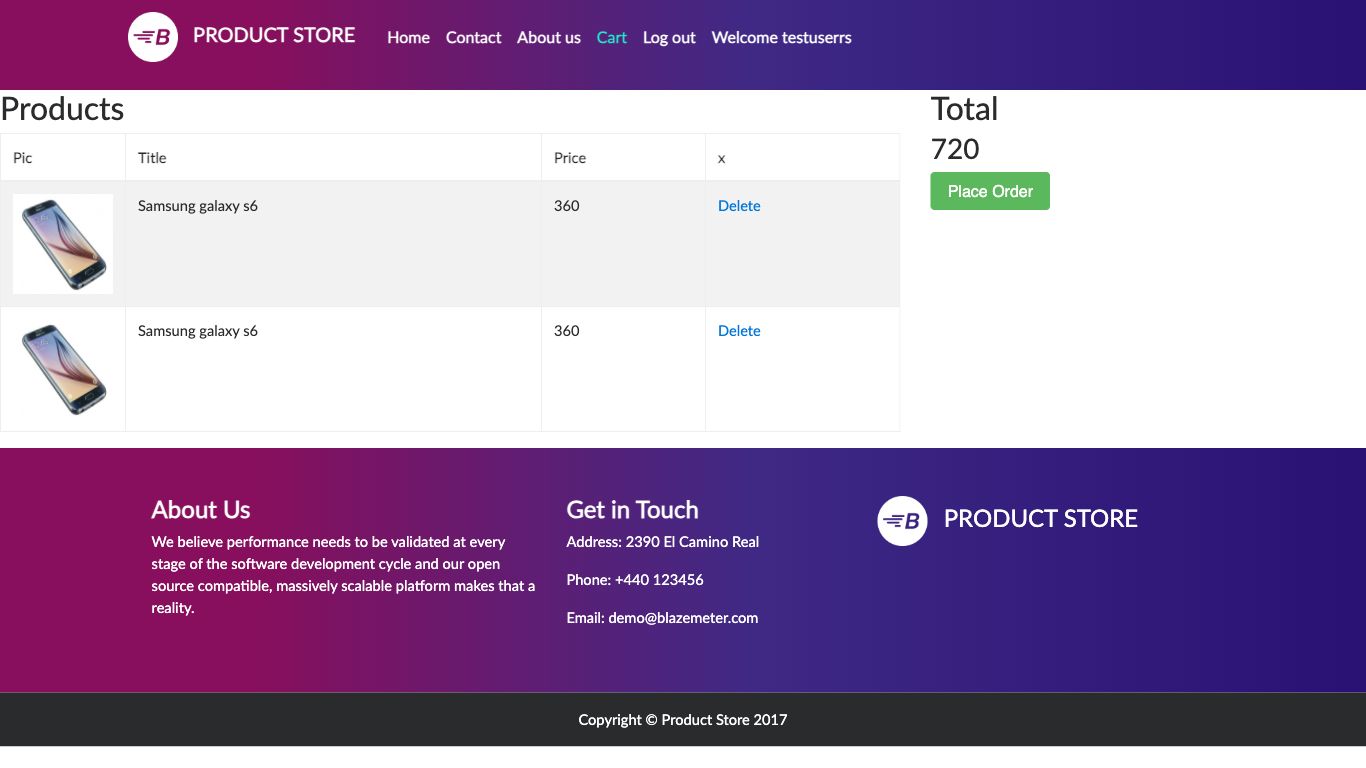 B PRODUCT STORE Home Contact About us Cart Log out Welcome testuserrs
Products
Pic Title Price x
Samsung galaxy s6 360 Delete
Samsung galaxy s6 360 Delete
Total
720
Place Order
About Us
We believe performance needs to be validated at every
stage of the software development cycle and our open
source compatible, massively scalable platform makes that a
reality.
Get in Touch
Address: 2390 El Camino Real
Phone: +440 123456
Email: demo@blazemeter.com
B PRODUCT STORE
Copyright © Product Store 2017